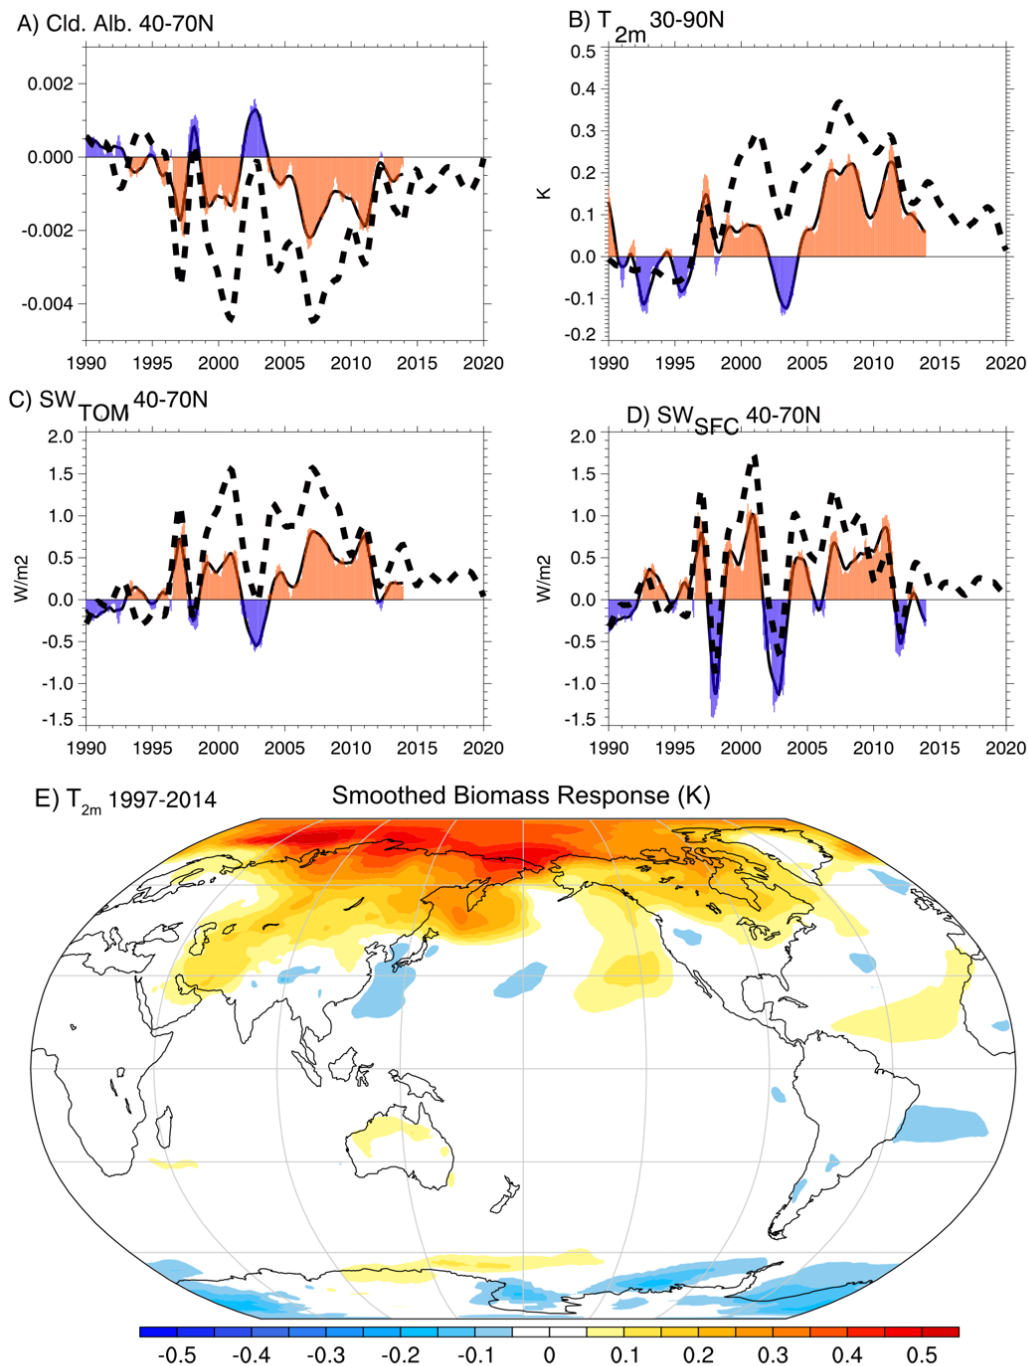 A) Cld. Alb. 40-70N
0.002
0.000
-0.002
-0.004
1990 1995 2000 2005 2010 2015 2020
B) T2m 30-90N
K
0.5
0.4
0.3
0.2
0.1
0.0
-0.1
-0.2
1990 1995 2000 2005 2010 2015 2020
C) SWTOM 40-70N
W/m2
2.0
1.5
1.0
0.5
0.0
-0.5
-1.0
-1.5
1990 1995 2000 2005 2010 2015 2020
D) SWSFC 40-70N
W/m2
2.0
1.5
1.0
0.5
0.0
-0.5
-1.0
-1.5
1990 1995 2000 2005 2010 2015 2020
E) T2m 1997-2014
Smoothed Biomass Response (K)
-0.5 -0.4 -0.3 -0.2 -0.1 0 0.1 0.2 0.3 0.4 0.5